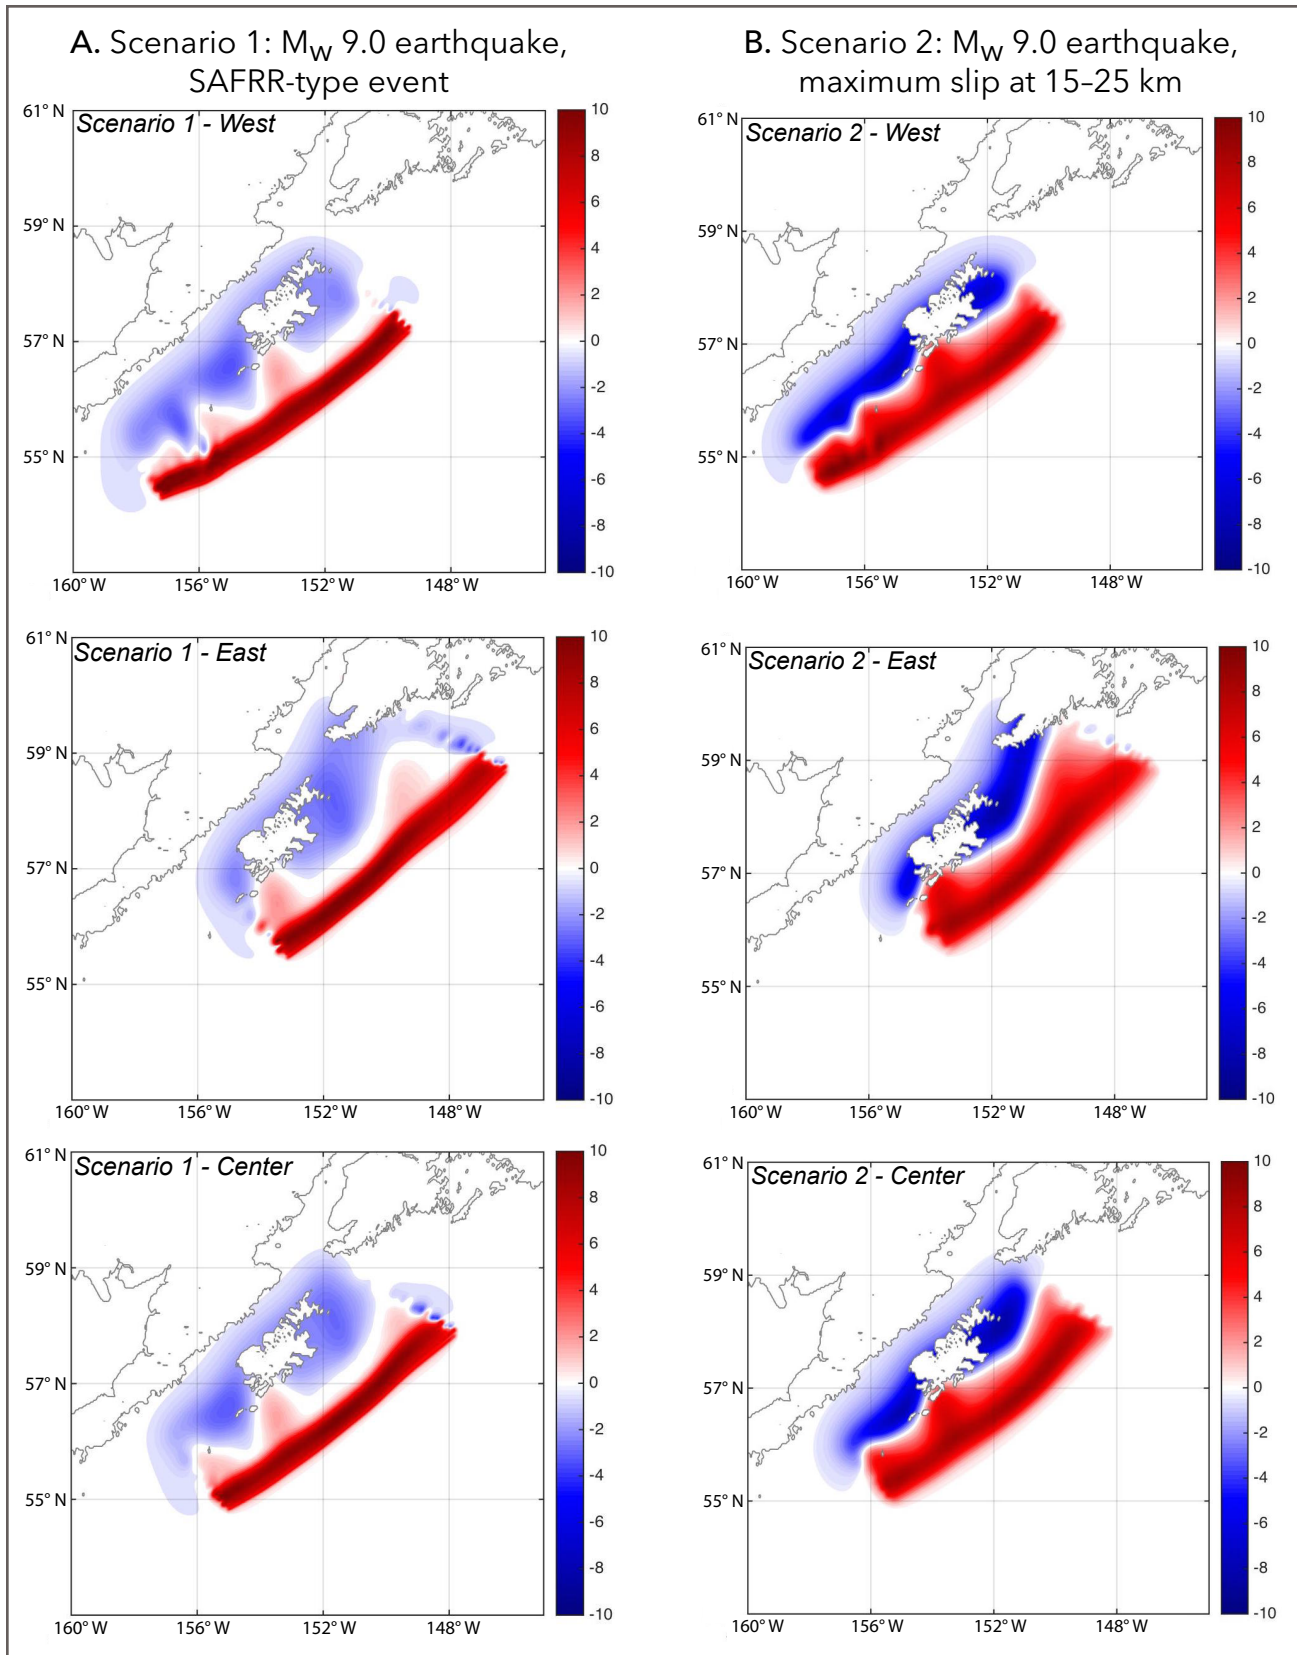 A. Scenario 1: MW 9.0 earthquake,
SAFRR-type event
B. Scenario 2: MW 9.0 earthquake,
maximum slip at 15–25 km
Scenario 1 - West
61° N
59° N
57° N
55° N
160° W 156° W 152° W 148° W
10
8
6
4
2
0
-2
-4
-6
-8
-10
Scenario 2 - West
61° N
59° N
57° N
55° N
160° W 156° W 152° W 148° W
10
8
6
4
2
0
-2
-4
-6
-8
-10
Scenario 1 - East
61° N
59° N
57° N
55° N
160° W 156° W 152° W 148° W
10
8
6
4
2
0
-2
-4
-6
-8
-10
Scenario 2 - East
61° N
59° N
57° N
55° N
160° W 156° W 152° W 148° W
10
8
6
4
2
0
-2
-4
-6
-8
-10
Scenario 1 - Center
61° N
59° N
57° N
55° N
160° W 156° W 152° W 148° W
10
8
6
4
2
0
-2
-4
-6
-8
-10
Scenario 2 - Center
61° N
59° N
57° N
55° N
160° W 156° W 152° W 148° W
10
8
6
4
2
0
-2
-4
-6
-8
-10